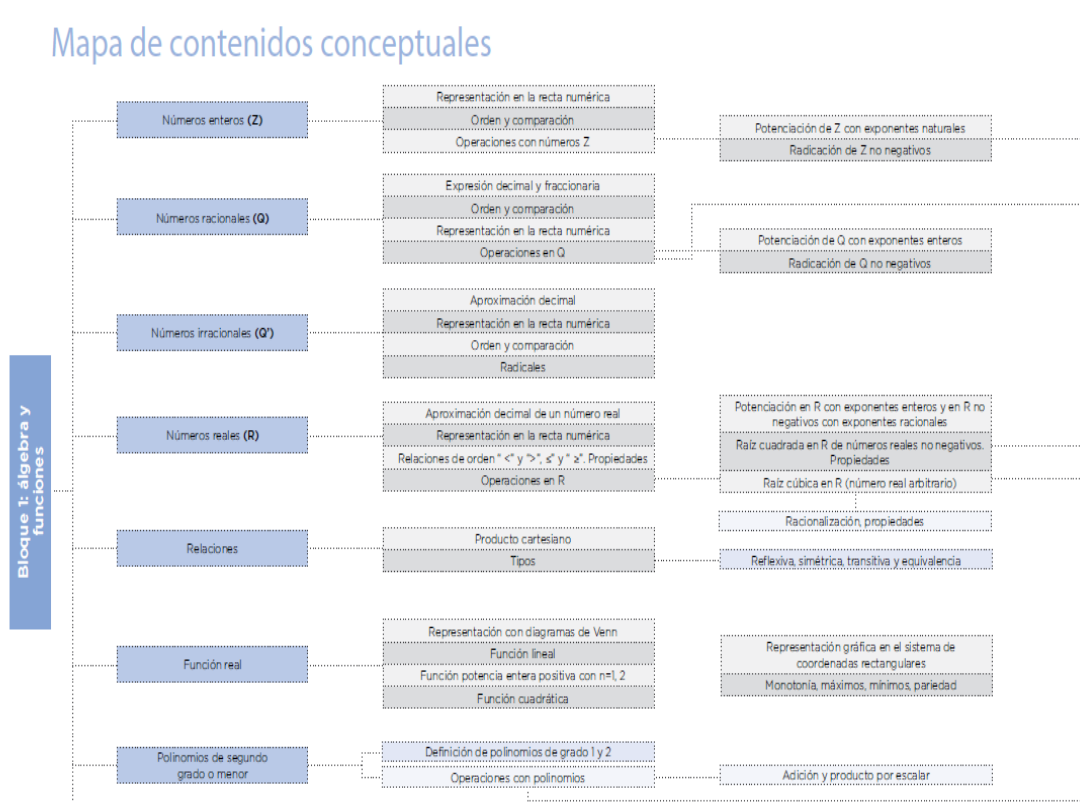 Mapa de contenidos conceptuales
Bloque 1: álgebra y
funciones
Números enteros (Z)
Representación en la recta numérica
Orden y comparación
Operaciones con números Z
Potenciación de Z con exponentes naturales
Radicación de Z no negativos
Números racionales (Q)
Expresión decimal y fraccionaria
Orden y comparación
Representación en la recta numérica
Operaciones en Q
Potenciación de Q con exponentes enteros
Radicación de Q no negativos
Números irracionales (Q')
Aproximación decimal
Representación en la recta numérica
Orden y comparación
Radicales
Números reales (R)
Aproximación decimal de un número real
Representación en la recta numérica
Relaciones de orden " <" y ">", ≤" y " ≥". Propiedades
Operaciones en R
Potenciación en R con exponentes enteros y en R no
negativos con exponentes racionales
Raíz cuadrada en R de números reales no negativos.
Propiedades
Raíz cúbica en R (número real arbitrario)
Racionalización, propiedades
Relaciones
Producto cartesiano
Tipos
Reflexiva, simétrica, transitiva y equivalencia
Función real
Representación con diagramas de Venn
Función lineal
Función potencia entera positiva con n=1, 2
Función cuadrática
Representación gráfica en el sistema de
coordenadas rectangulares
Monotonía, máximos, mínimos, pariedad
Polinomios de segundo
grado o menor
Definición de polinomios de grado 1 y 2
Operaciones con polinomios
Adición y producto por escalar